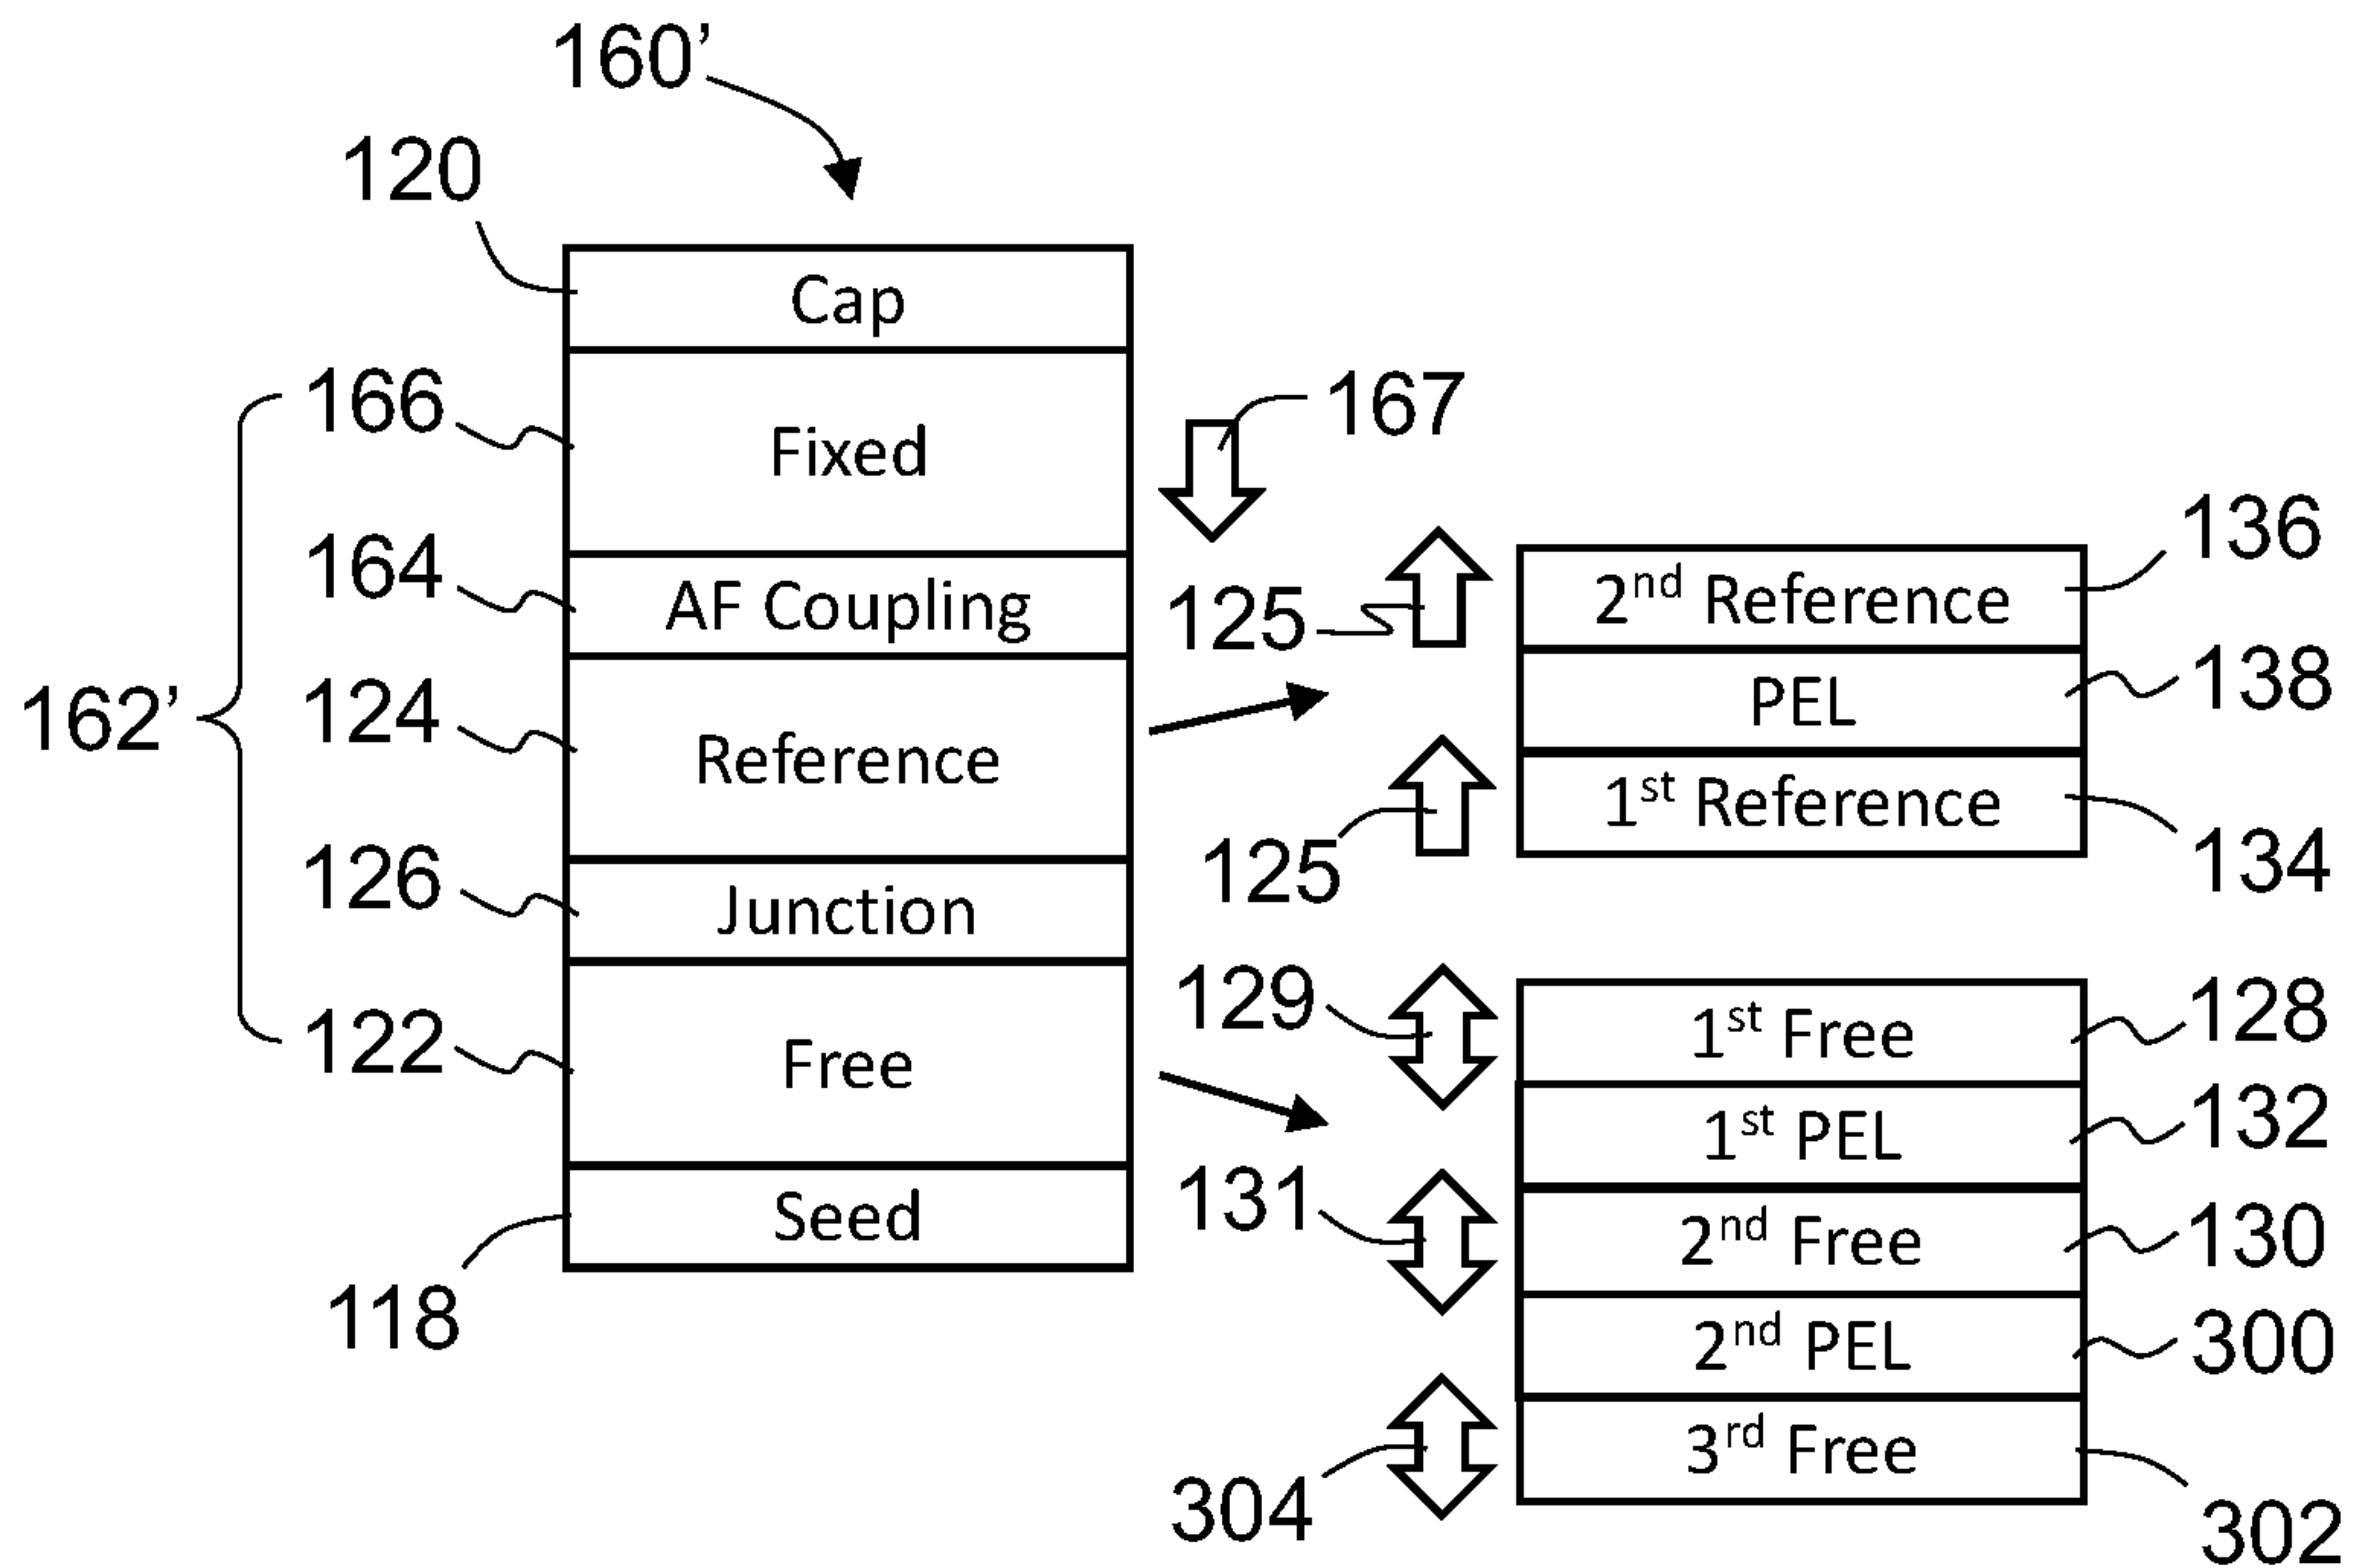 160’
120
Cap
166
Fixed
167
164
AF Coupling
125
2nd Reference
136
162’
124
Reference
PEL
138
125
1st Reference
134
126
Junction
122
Free
129
1st Free
128
1st PEL
132
131
2nd Free
130
118
Seed
2nd PEL
300
304
3rd Free
302